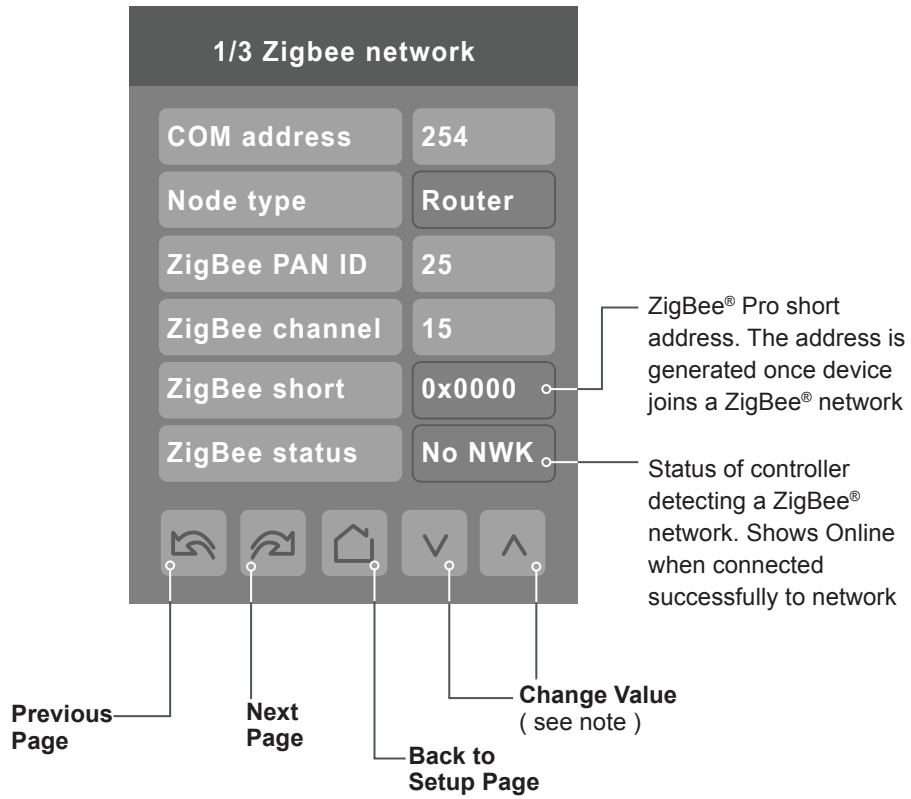 1/3 Zigbee network
COM address 254
Node type Router
ZigBee PAN ID 25
ZigBee channel 15
ZigBee short 0x0000
ZigBee status No NWK
ZigBee® Pro short
address. The address is
generated once device
joins a ZigBee® network
Status of controller
detecting a ZigBee®
network. Shows Online
when connected
successfully to network
Previous
Page
Next
Page
Back to
Setup Page
Change Value
( see note )